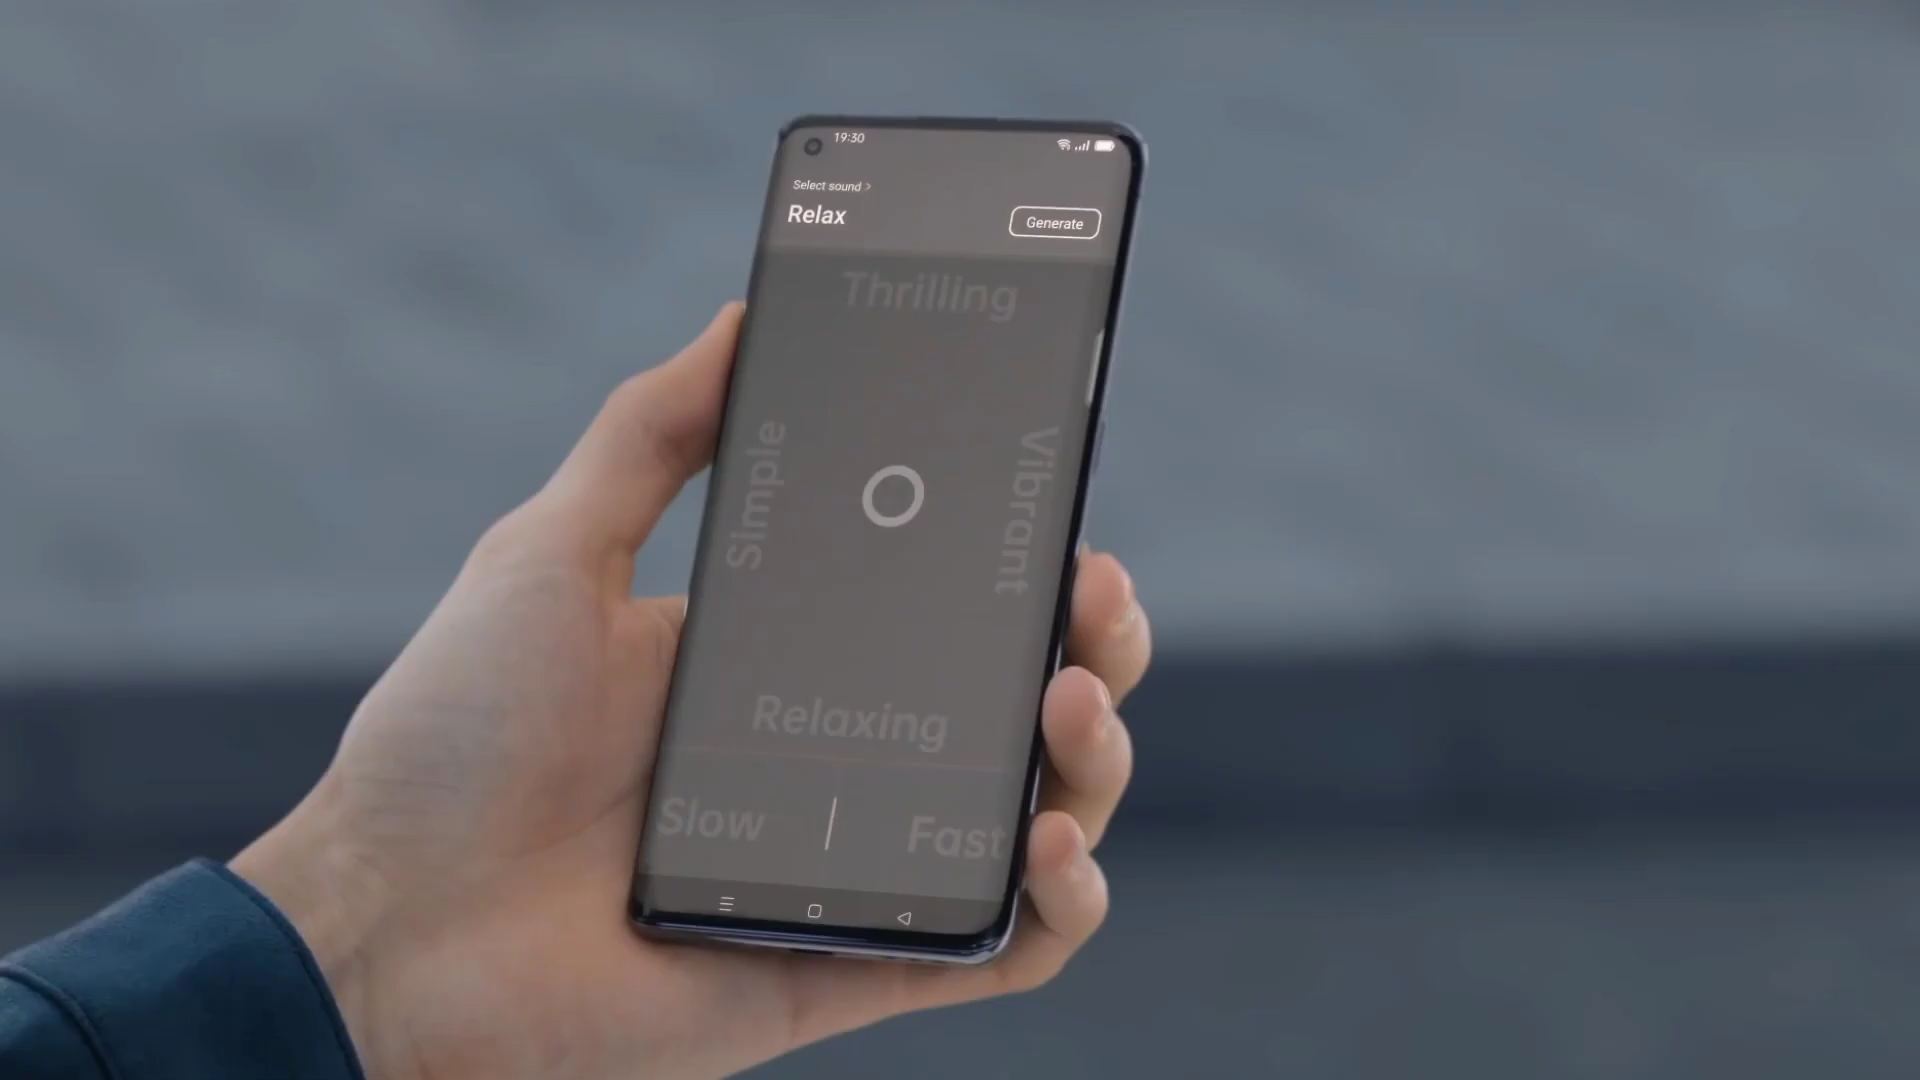 19:30
Select sound >
Relax
Generate
Thrilling
Simple
Vibrant
Relaxing
Slow
Fast